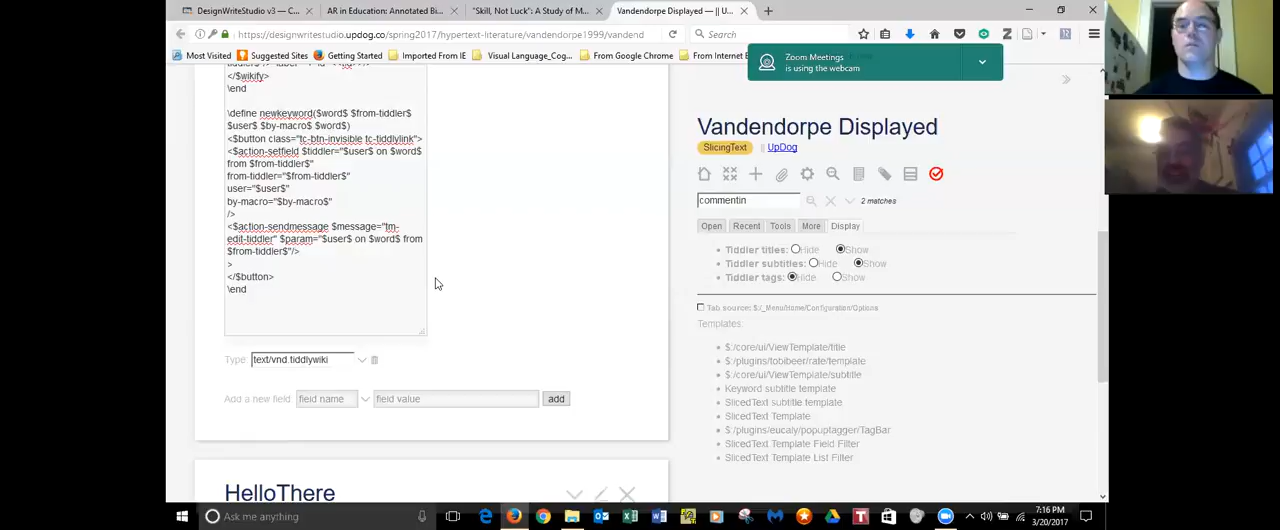 DesignWriteStudio v3 — C...
AR in Education: Annotated Bi...
"Skill, Not Luck": A Study of M...
Vandendorpe Displayed — || U...
https://designwritestudio.updog.co/spring2017/hypertext-literature/vandendorpe1999/vandend
Search
Most Visited
Suggested Sites
Getting Started
Imported From IE
Visual Language_Cog...
From Google Chrome
From Internet E
Zoom Meetings
is using the webcam
</$wikify>
\end
\define newkeyword($word$ $from-tiddler$
$user$ $by-macro$ $word$)
<$button class="tc-btn-invisible tc-tiddlylink">
<$action-setfield $tiddler="$user$ on $word$
from $from-tiddler$"
from-tiddler="$from-tiddler$"
user="$user$"
by-macro="$by-macro$"
/>
<$action-sendmessage $message="tm-
edit-tiddler" $param="$user$ on $word$ from
$from-tiddler$"/>
>
</$button>
\end
Type:
text/vnd.tiddlywiki
Add a new field:
field name
field value
add
HelloThere
Vandendorpe Displayed
SlicingText
|| UpDog
commentin
2 matches
Open
Recent
Tools
More
Display
Tiddler titles: Hide Show
Tiddler subtitles: Hide Show
Tiddler tags: Hide Show
Tab source: $:/_Menu/Home/Configuration/Options
Templates:
$:/core/ui/ViewTemplate/title
$:/plugins/tobibeer/rate/template
$:/core/ui/ViewTemplate/subtitle
Keyword subtitle template
SlicedText subtitle template
SlicedText Template
$:/plugins/eucaly/popuptagger/TagBar
SlicedText Template Field Filter
SlicedText Template List Filter
Ask me anything
7:16 PM
3/20/2017